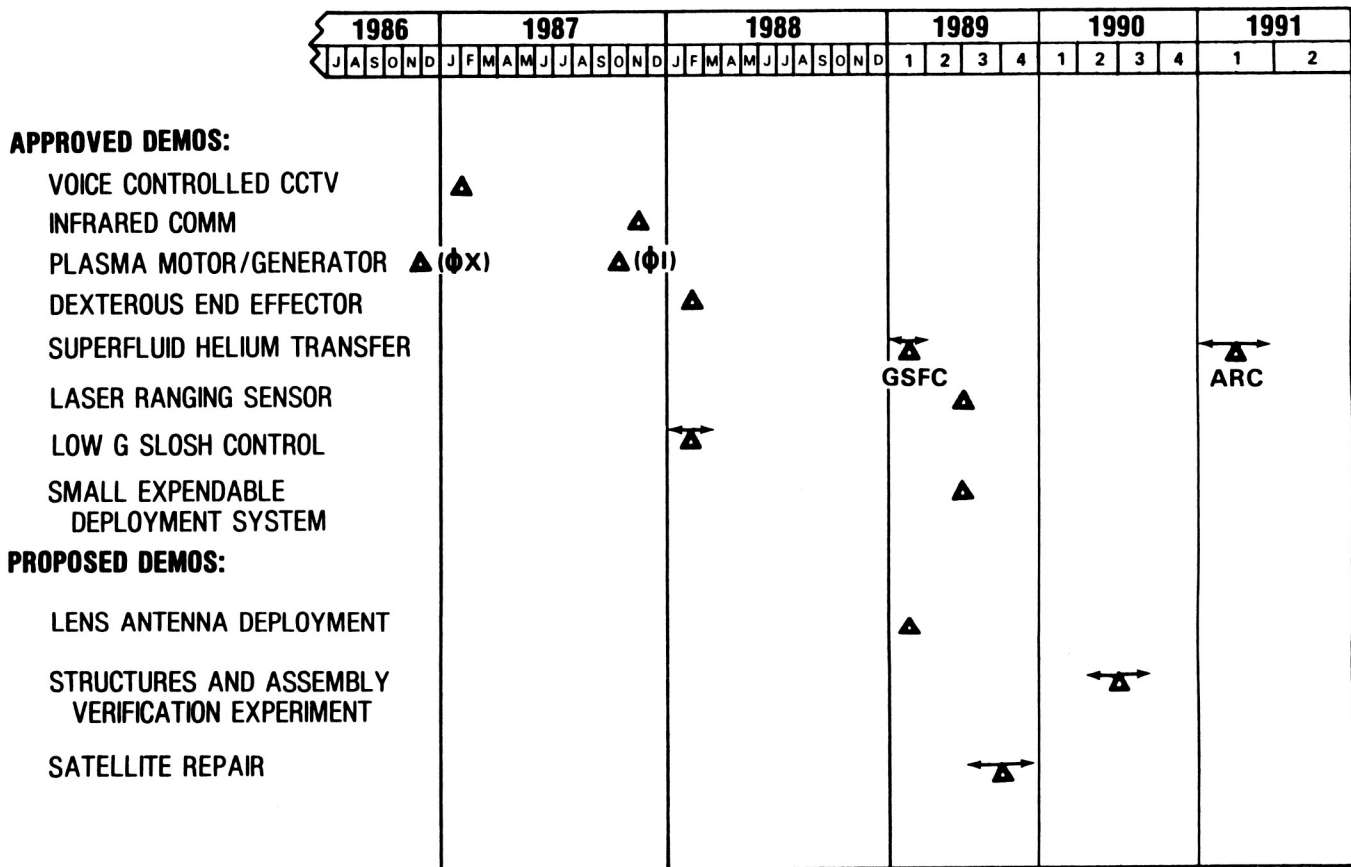 1986 1987 1988 1989 1990 1991
J A S O N D J F M A M J J A S O N D J F M A M J J A S O N D 1 2 3 4 1 2 3 4 1 2
APPROVED DEMOS:
VOICE CONTROLLED CCTV
INFRARED COMM
PLASMA MOTOR/GENERATOR (ΦX) (ΦI)
DEXTEROUS END EFFECTOR
SUPERFLUID HELIUM TRANSFER
GSFC ARC
LASER RANGING SENSOR
LOW G SLOSH CONTROL
SMALL EXPENDABLE
DEPLOYMENT SYSTEM
PROPOSED DEMOS:
LENS ANTENNA DEPLOYMENT
STRUCTURES AND ASSEMBLY
VERIFICATION EXPERIMENT
SATELLITE REPAIR